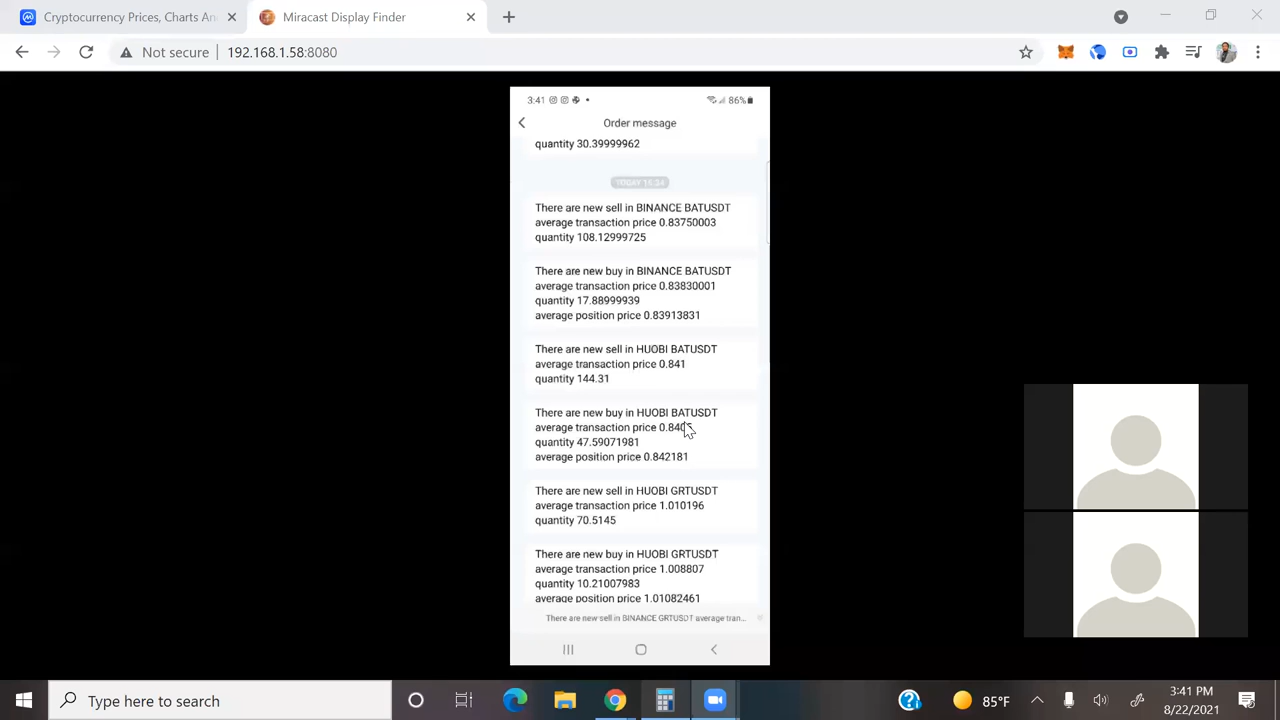 Cryptocurrency Prices, Charts An
Miracast Display Finder
Not secure
192.168.1.58:8080
3:41
86%
Order message
quantity 30.39999962
TODAY 15:34
There are new sell in BINANCE BATUSDT
average transaction price 0.83750003
quantity 108.12999725
There are new buy in BINANCE BATUSDT
average transaction price 0.83830001
quantity 17.88999939
average position price 0.83913831
There are new sell in HUOBI BATUSDT
average transaction price 0.841
quantity 144.31
There are new buy in HUOBI BATUSDT
average transaction price
quantity 47.59071981
average position price 0.842181
There are new sell in HUOBI GRTUSDT
average transaction price 1.010196
quantity 70.5145
There are new buy in HUOBI GRTUSDT
average transaction price 1.008807
quantity 10.21007983
average position price 1.01082461
There are new sell in BINANCE GRTUSDT average tran...
Type here to search
85°F
3:41 PM
8/22/2021